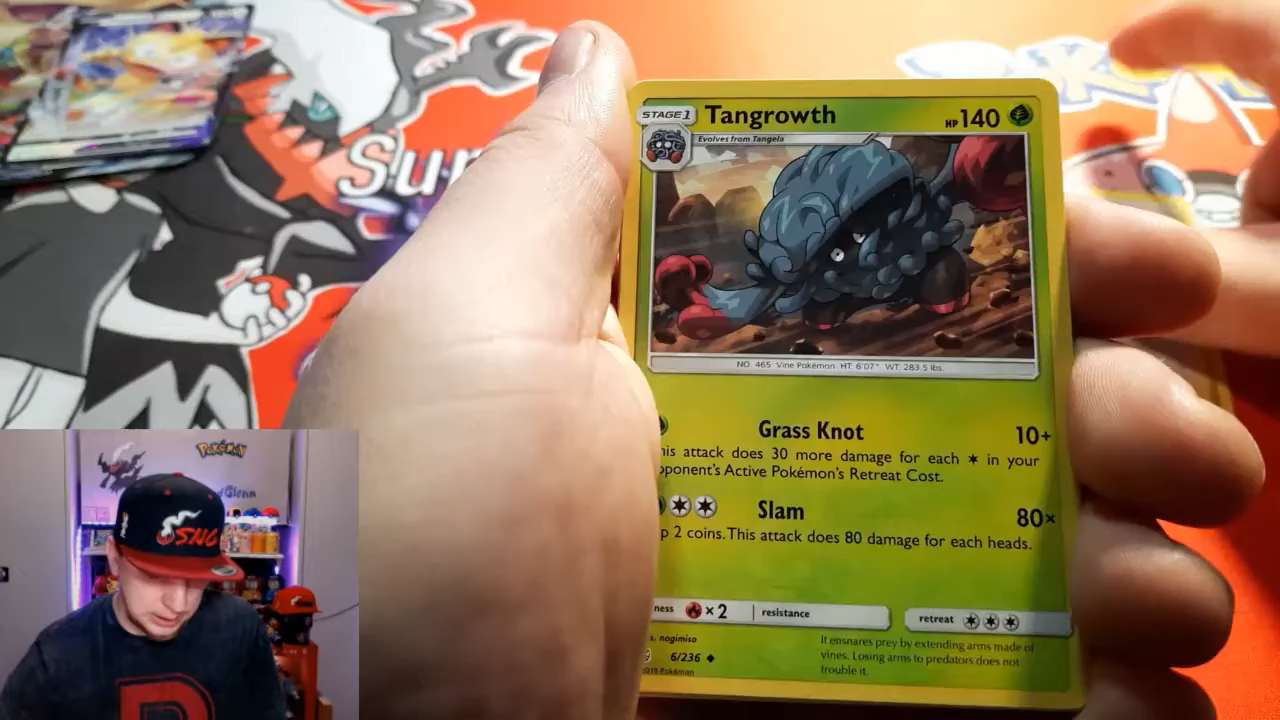 Sun
STAGE 1
Tangrowth
HP 140
Evolves from Tangela
NO. 465 Vine Pokémon HT: 6'07" WT: 283.5 lbs.
Grass Knot 10+
his attack does 30 more damage for each ✶ in your
pponent's Active Pokémon's Retreat Cost.
Slam 80×
p 2 coins. This attack does 80 damage for each heads.
ness ×2 resistance retreat
nogimiso
6/236
Pokémon
It ensnares prey by extending arms made of
vines. Losing arms to predators does not
trouble it.
Pokémon
Glenn
SNG
R